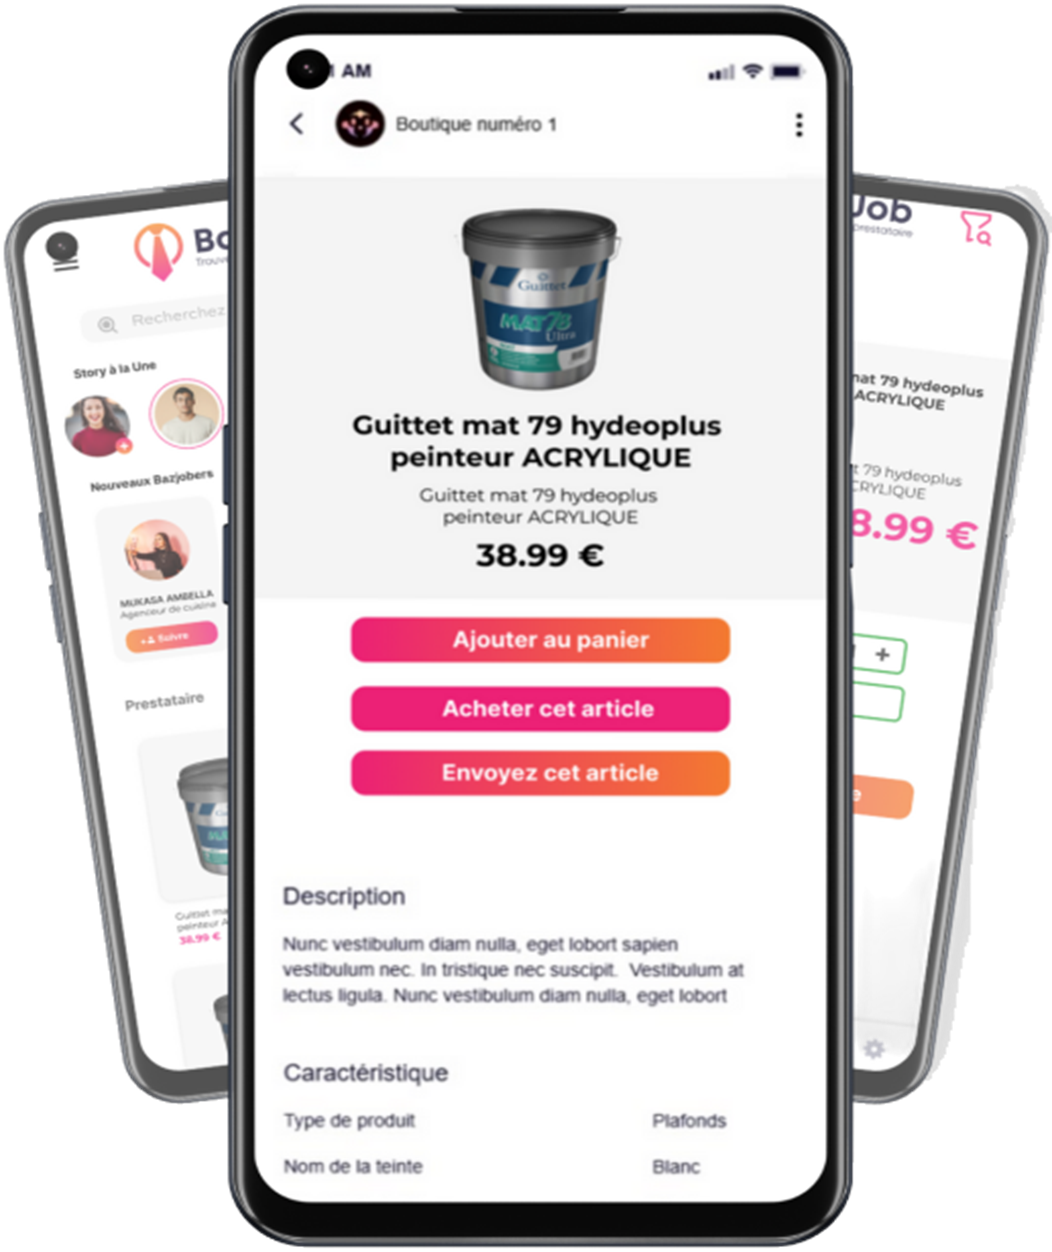 AM
Boutique numéro 1
Guittet
MAT78
Ultra
Guittet mat 79 hydeoplus
peinteur ACRYLIQUE
Guittet mat 79 hydeoplus
peinteur ACRYLIQUE
38.99 €
Ajouter au panier
Acheter cet article
Envoyez cet article
Description
Nunc vestibulum diam nulla, eget lobort sapien
vestibulum nec. In tristique nec suscipit. Vestibulum at
lectus ligula. Nunc vestibulum diam nulla, eget lobort
Caractéristique
Type de produit Plafonds
Nom de la teinte Blanc
Recherchez
Story à la Une
Nouveaux Bazjobers
MUKASA AMBELLA
Agenceur de cuisine
Suivre
Prestataire
Guittet
peinteur
38.99 €
Job
prestataire
mat 79 hydeoplus
ACRYLIQUE
79 hydeoplus
CRYLIQUE
8.99 €
+